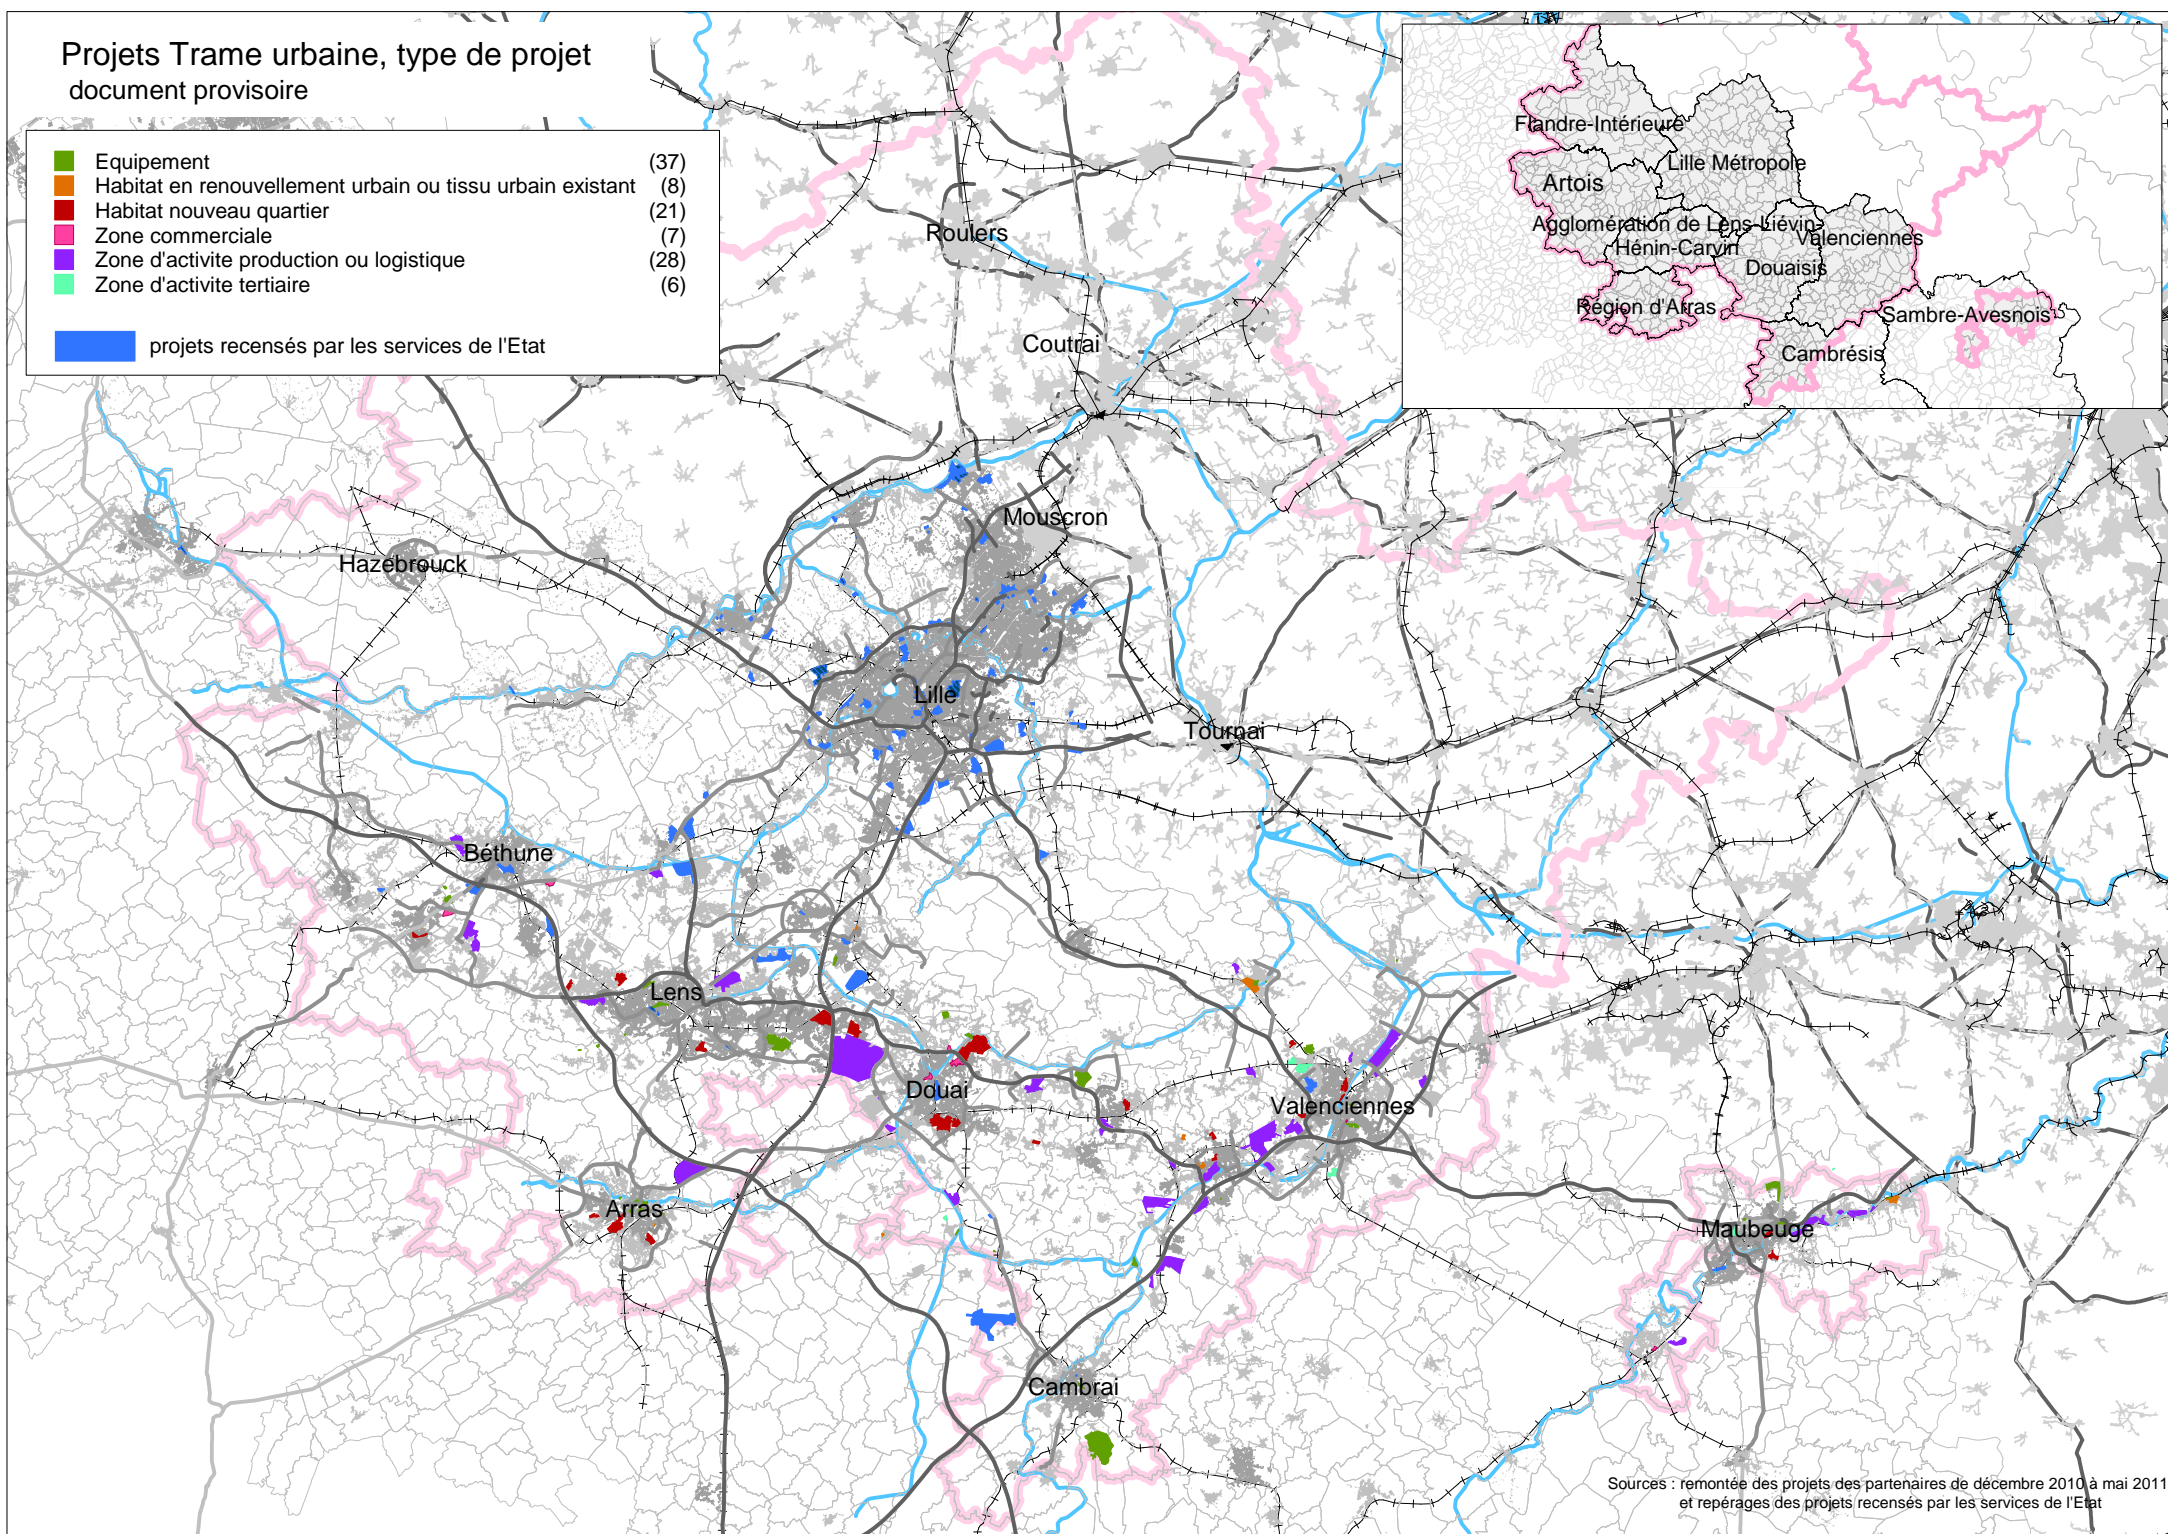 Projets Trame urbaine, type de projet
document provisoire
Equipement (37)
Habitat en renouvellement urbain ou tissu urbain existant (8)
Habitat nouveau quartier (21)
Zone commerciale (7)
Zone d'activite production ou logistique (28)
Zone d'activite tertiaire (6)
projets recensés par les services de l'Etat
Flandre-Intérieure
Lille Métropole
Artois
Agglomération de Lens-Liévin-
Hénin-Carvin
Valenciennes
Douaisis
Région d'Arras
Sambre-Avesnois
Cambrésis
Roulers
Coutrai
Mouscron
Hazebrouck
Lille
Tournai
Béthune
Lens
Douai
Valenciennes
Arras
Maubeuge
Cambrai
Sources : remontée des projets des partenaires de décembre 2010 à mai 2011
et repérages des projets recensés par les services de l'Etat